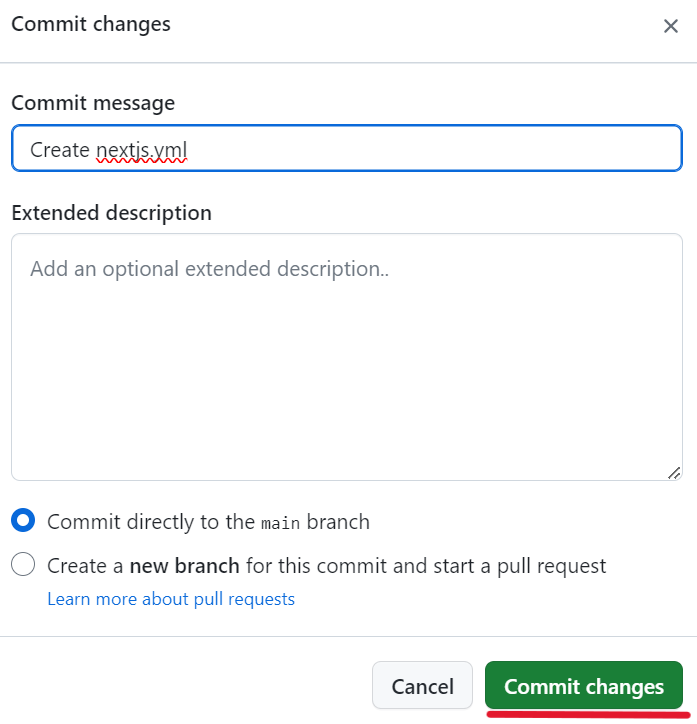 Commit changes
Commit message
Create nextjs.yml
Extended description
Add an optional extended description..
Commit directly to the main branch
Create a new branch for this commit and start a pull request
Learn more about pull requests
Cancel
Commit changes